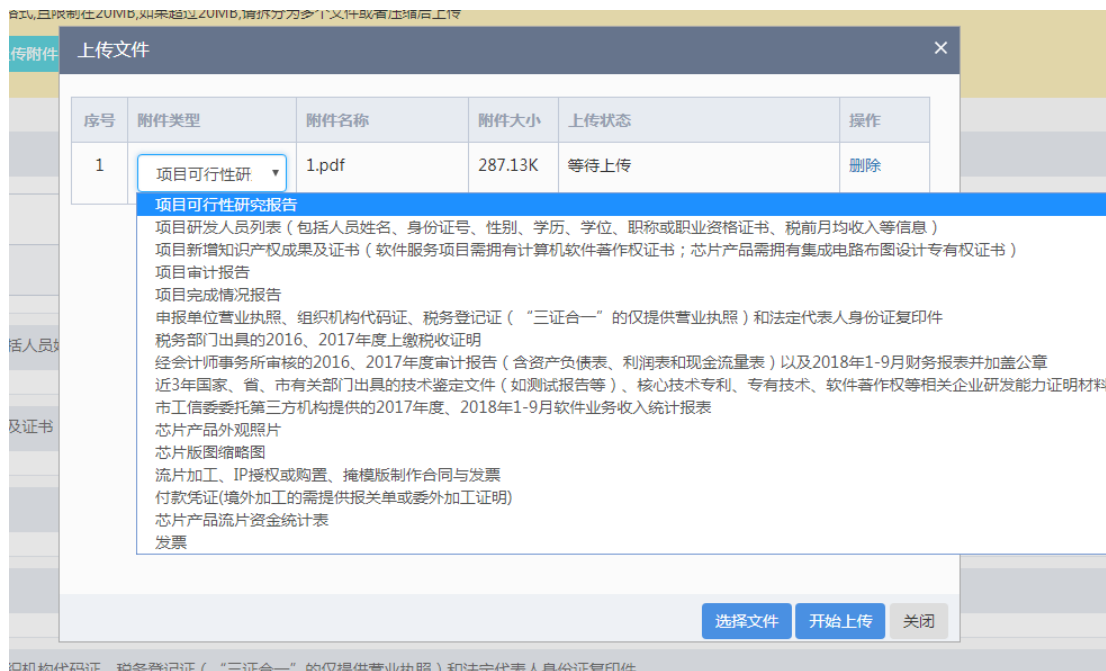 格式,且限制在20MB,如果超过20MB,请拆分为多个文件或者压缩后上传
传附件
上传文件 ×
序号 附件类型 附件名称 附件大小 上传状态 操作
1 项目可行性研 1.pdf 287.13K 等待上传 删除
项目可行性研究报告
项目研发人员列表（包括人员姓名、身份证号、性别、学历、学位、职称或职业资格证书、税前月均收入等信息）
项目新增知识产权成果及证书（软件服务项目需拥有计算机软件著作权证书；芯片产品需拥有集成电路布图设计专有权证书）
项目审计报告
项目完成情况报告
申报单位营业执照、组织机构代码证、税务登记证（“三证合一”的仅提供营业执照）和法定代表人身份证复印件
税务部门出具的2016、2017年度上缴税收证明
经会计师事务所审核的2016、2017年度审计报告（含资产负债表、利润表和现金流量表）以及2018年1-9月财务报表并加盖公章
括人员姓
近3年国家、省、市有关部门出具的技术鉴定文件（如测试报告等）、核心技术专利、专有技术、软件著作权等相关企业研发能力证明材料
市工信委委托第三方机构提供的2017年度、2018年1-9月软件业务收入统计报表
及证书
芯片产品外观照片
芯片版图缩略图
流片加工、IP授权或购置、掩模版制作合同与发票
付款凭证(境外加工的需提供报关单或委外加工证明)
芯片产品流片资金统计表
发票
选择文件 开始上传 关闭
织机构代码证、税务登记证（“三证合一”的仅提供营业执照）和法定代表人身份证复印件